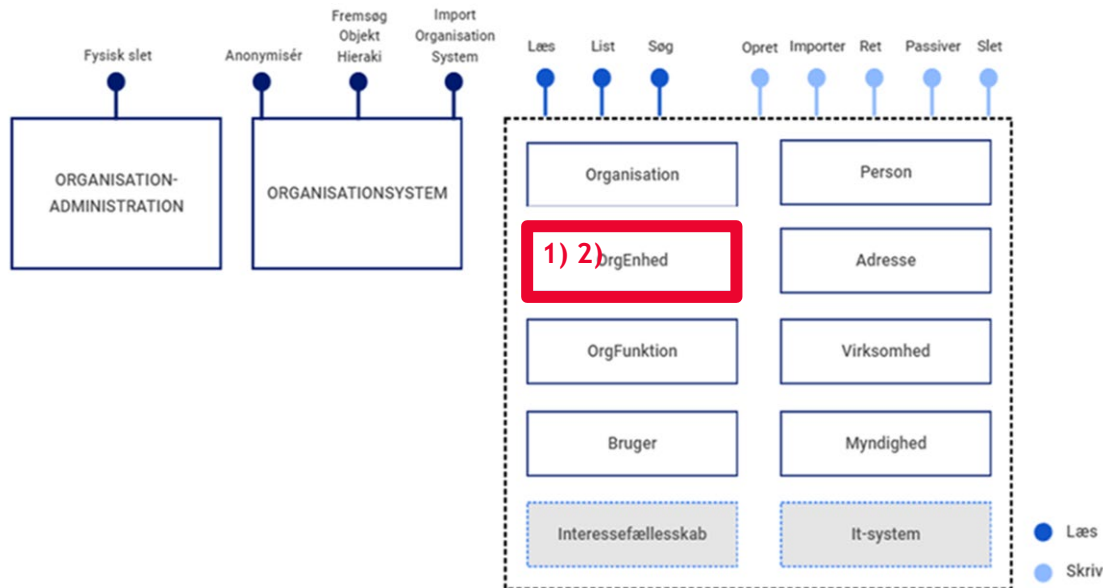 Fysisk slet
Anonymisér
Fremsøg
Objekt
Hieraki
Import
Organisation
System
Læs
List
Søg
Opret
Importer
Ret
Passiver
Slet
ORGANISATION-
ADMINISTRATION
ORGANISATIONSYSTEM
Organisation
Person
1) 2)
OrgEnhed
Adresse
OrgFunktion
Virksomhed
Bruger
Myndighed
Interessefællesskab
It-system
Læs
Skriv